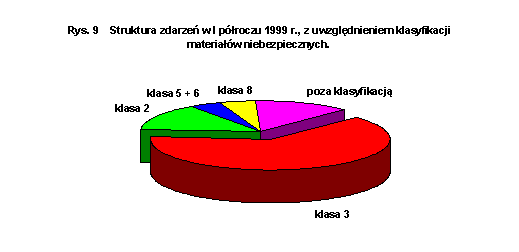 Rys. 9 Struktura zdarzeń w I półroczu 1999 r., z uwzględnieniem klasyfikacji
materiałów niebezpiecznych.
klasa 5 + 6
klasa 8
poza klasyfikacją
klasa 2
klasa 3